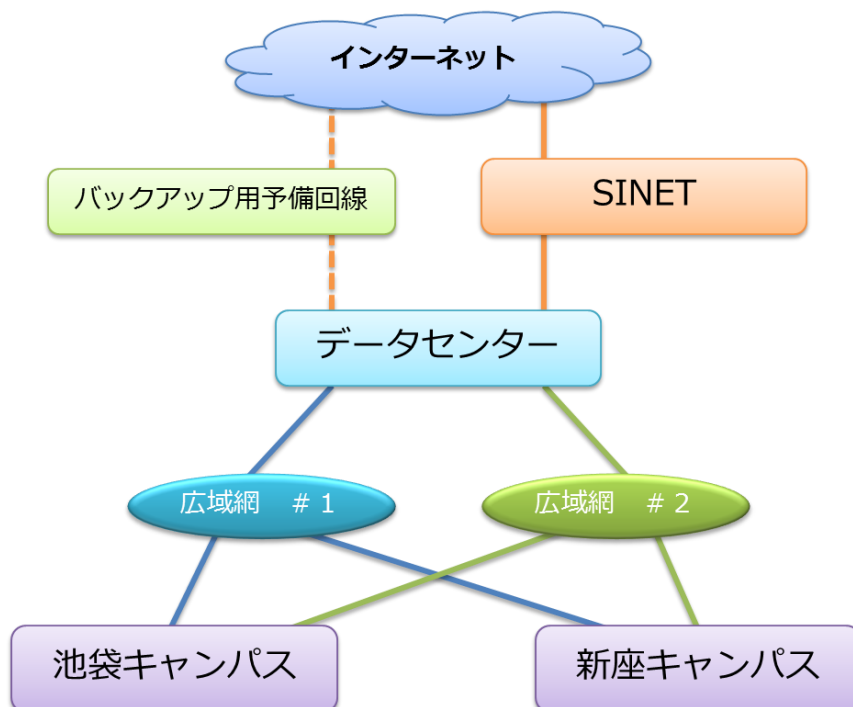 インターネット
バックアップ用予備回線
SINET
データセンター
広域網　＃１
広域網　＃２
池袋キャンパス
新座キャンパス